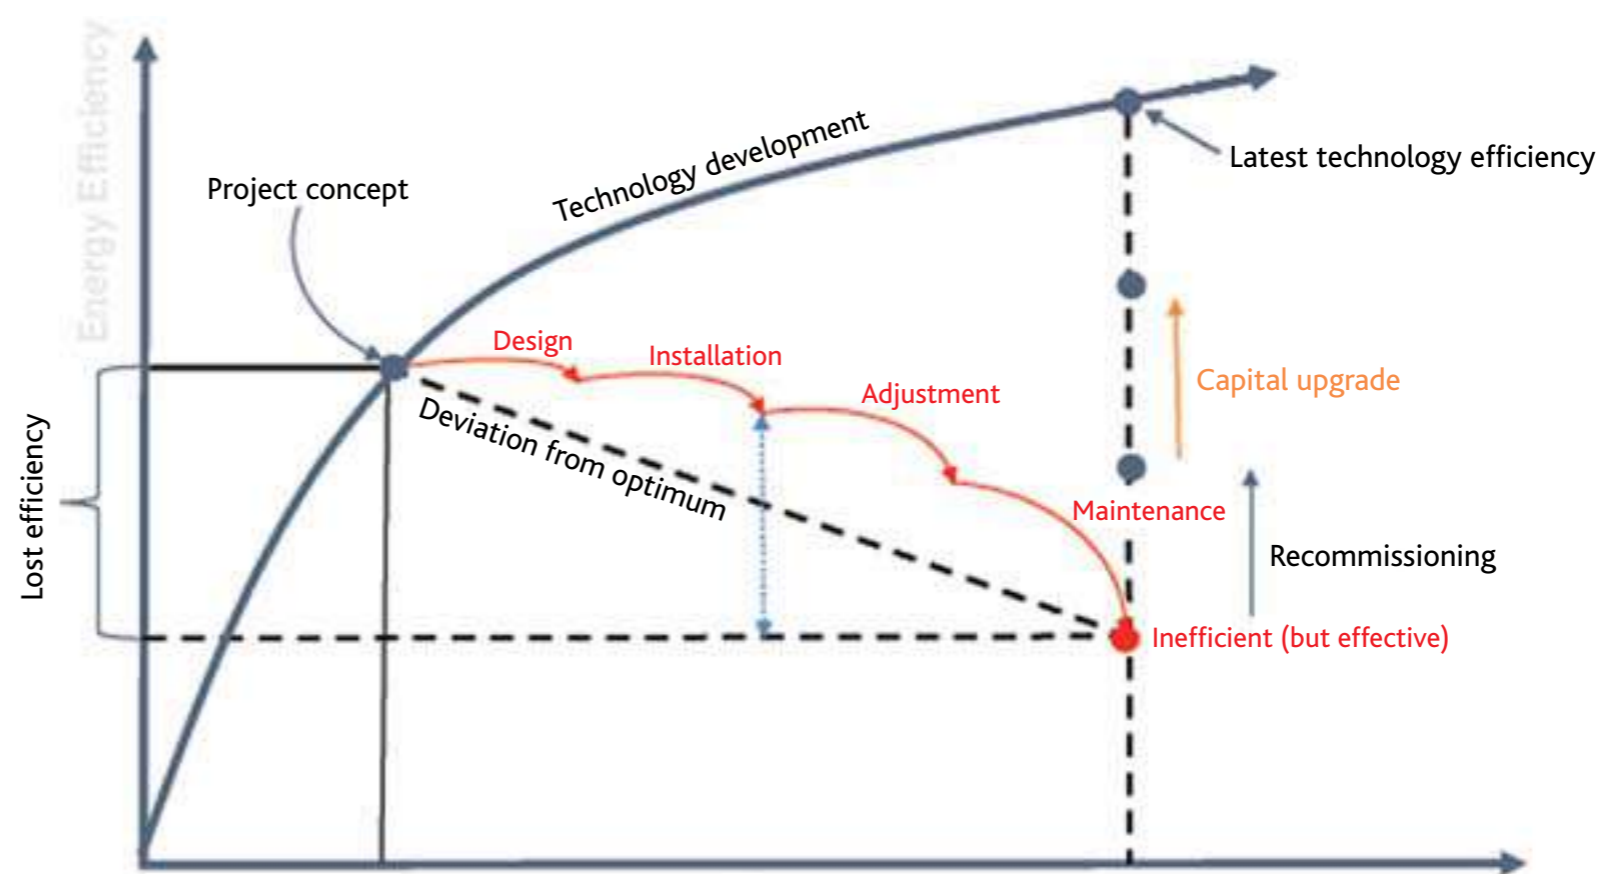 Energy Efficiency
Technology development
Latest technology efficiency
Project concept
Design
Installation
Adjustment
Capital upgrade
Deviation from optimum
Lost efficiency
Maintenance
Recommissioning
Inefficient (but effective)